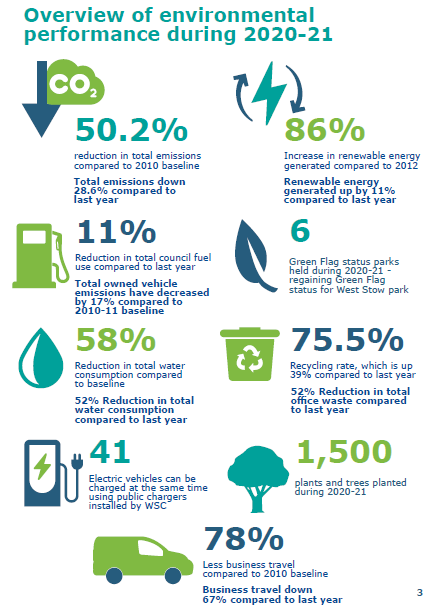 Overview of environmental
performance during 2020-21
CO2
50.2%
reduction in total emissions
compared to 2010 baseline
Total emissions down
28.6% compared to
last year
86%
Increase in renewable energy
generated compared to 2012
Renewable energy
generated up by 11%
compared to last year
11%
Reduction in total council fuel
use compared to last year
Total owned vehicle
emissions have decreased
by 17% compared to
2010-11 baseline
6
Green Flag status parks
held during 2020-21 -
regaining Green Flag
status for West Stow park
58%
Reduction in total water
consumption compared
to baseline
52% Reduction in total
water consumption
compared to last year
75.5%
Recycling rate, which is up
39% compared to last year
52% Reduction in total
office waste compared
to last year
41
Electric vehicles can be
charged at the same time
using public chargers
installed by WSC
1,500
plants and trees planted
during 2020-21
78%
Less business travel
compared to 2010 baseline
Business travel down
67% compared to last year
3